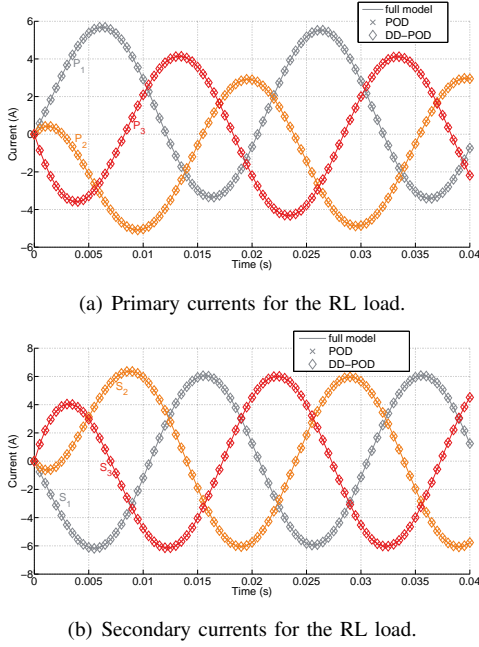 full model
POD
DD-POD
6
4
2
0
-2
-4
-6
Current (A)
P1
P2
P3
0 0.005 0.01 0.015 0.02 0.025 0.03 0.035 0.04
Time (s)
(a) Primary currents for the RL load.
full model
POD
DD-POD
8
6
4
2
0
-2
-4
-6
-8
Current (A)
S2
S3
S1
0 0.005 0.01 0.015 0.02 0.025 0.03 0.035 0.04
Time (s)
(b) Secondary currents for the RL load.